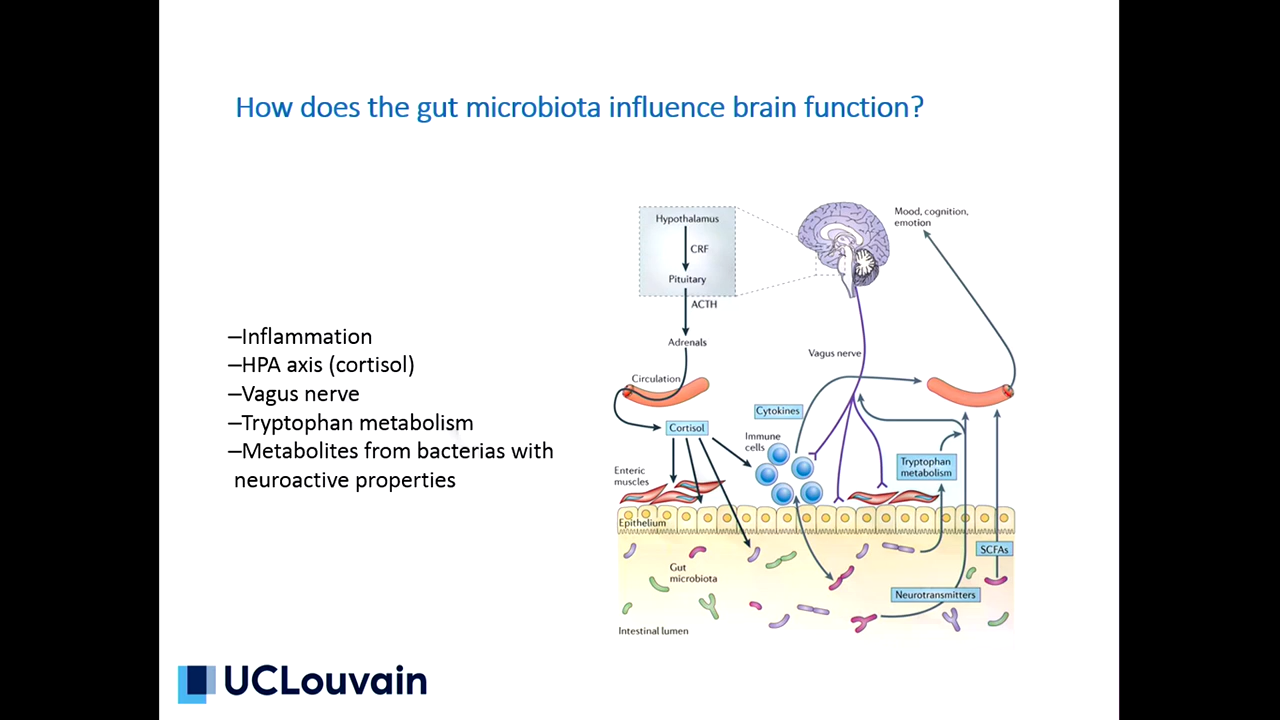 How does the gut microbiota influence brain function?
–Inflammation
–HPA axis (cortisol)
–Vagus nerve
–Tryptophan metabolism
–Metabolites from bacterias with
neuroactive properties
Hypothalamus
CRF
Pituitary
ACTH
Adrenals
Circulation
Cortisol
Mood, cognition,
emotion
Vagus nerve
Cytokines
Immune
cells
Tryptophan
metabolism
Enteric
muscles
Epithelium
SCFAs
Gut
microbiota
Neurotransmitters
Intestinal lumen
UCLouvain